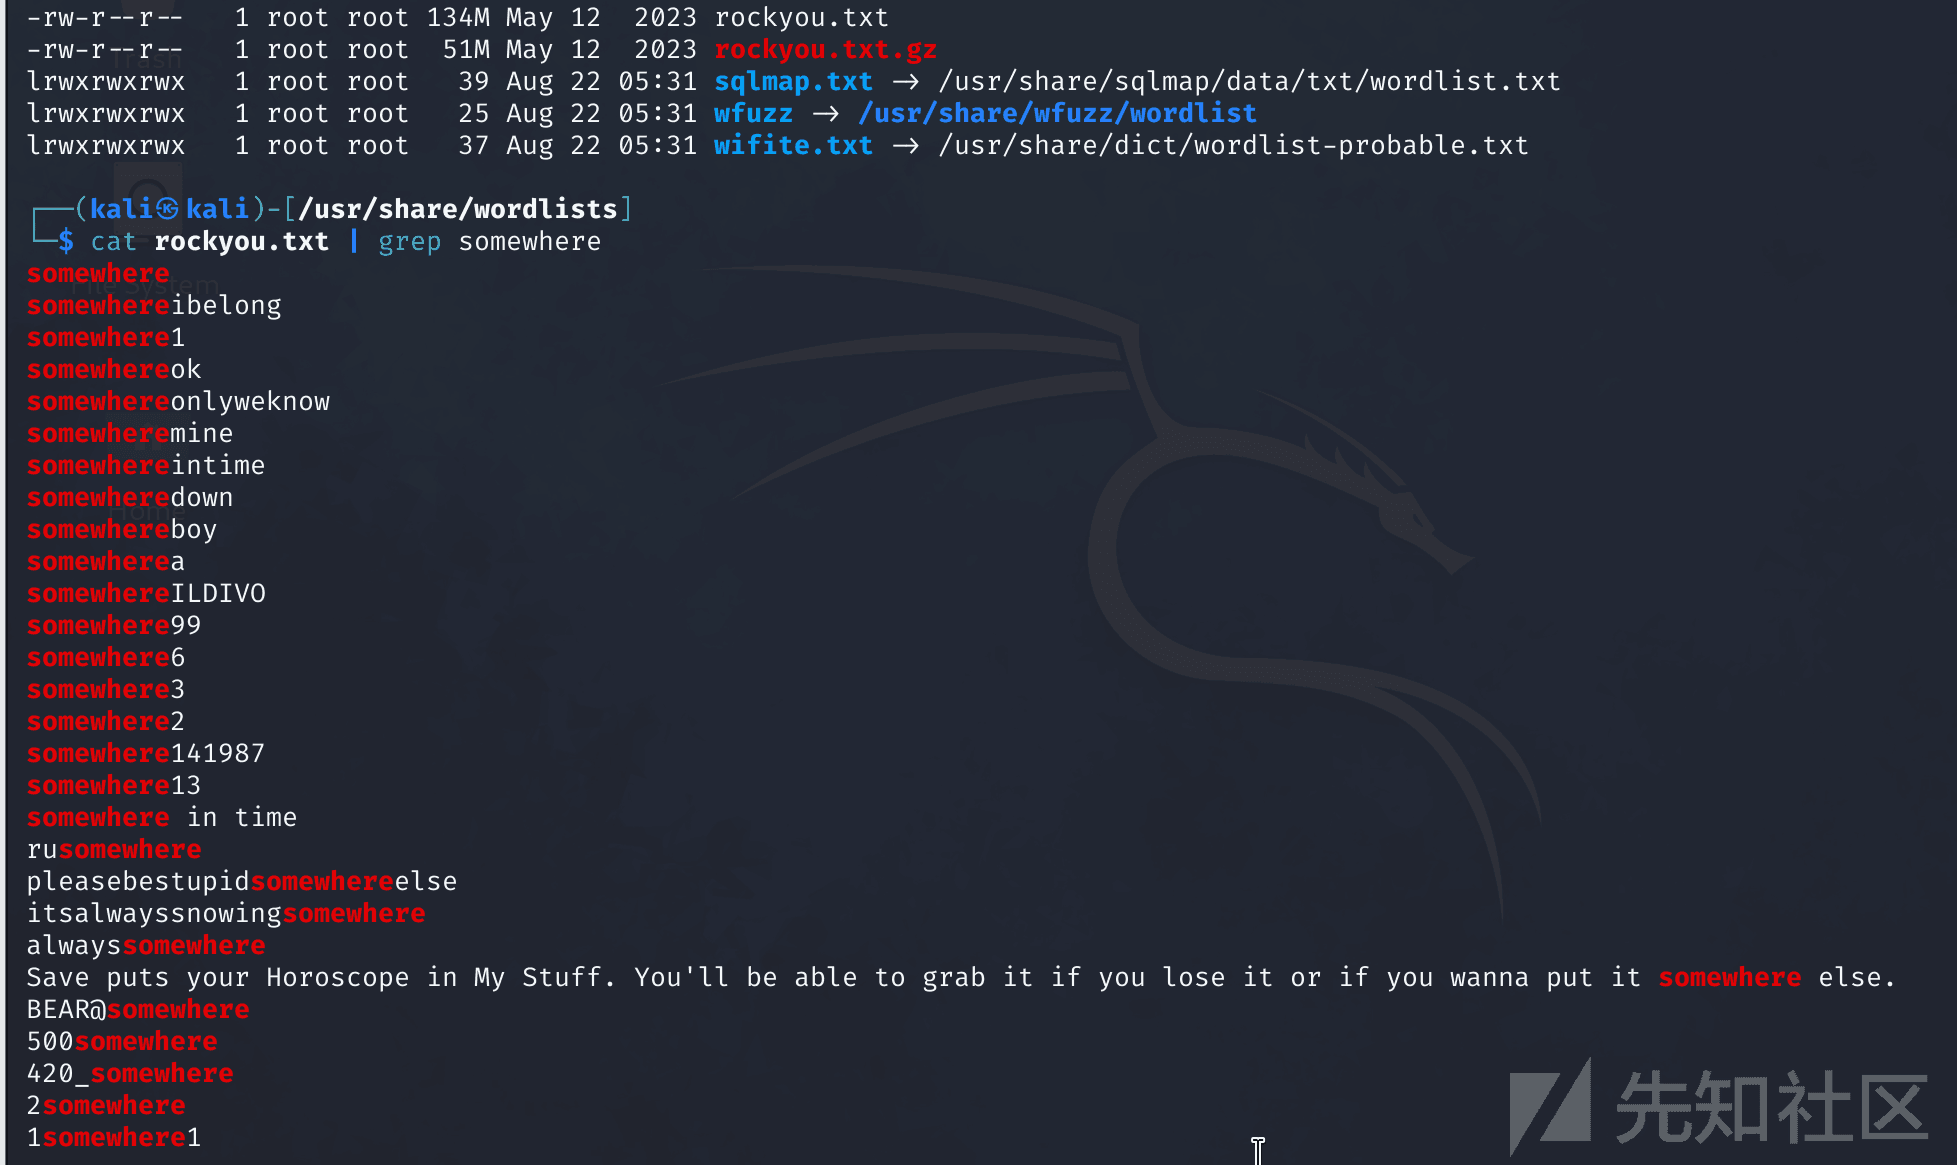 -rw-r--r-- 1 root root 134M May 12 2023 rockyou.txt
-rw-r--r-- 1 root root 51M May 12 2023 rockyou.txt.gz
lrwxrwxrwx 1 root root 39 Aug 22 05:31 sqlmap.txt → /usr/share/sqlmap/data/txt/wordlist.txt
lrwxrwxrwx 1 root root 25 Aug 22 05:31 wfuzz → /usr/share/wfuzz/wordlist
lrwxrwxrwx 1 root root 37 Aug 22 05:31 wifite.txt → /usr/share/dict/wordlist-probable.txt
┌──(kali㉿kali)-[/usr/share/wordlists]
└─$ cat rockyou.txt | grep somewhere
somewhere
somewhereibelong
somewhere1
somewhereok
somewhereonlyweknow
somewheremine
somewhereintime
somewheredown
somewhereboy
somewherea
somewhereILDIVO
somewhere99
somewhere6
somewhere3
somewhere2
somewhere141987
somewhere13
somewhere in time
rusomewhere
pleasebestupidsomewhereelse
itsalwayssnowingsomewhere
alwayssomewhere
Save puts your Horoscope in My Stuff. You'll be able to grab it if you lose it or if you wanna put it somewhere else.
BEAR@somewhere
500somewhere
420_somewhere
2somewhere
1somewhere1
Trash
File System
Home
先知社区